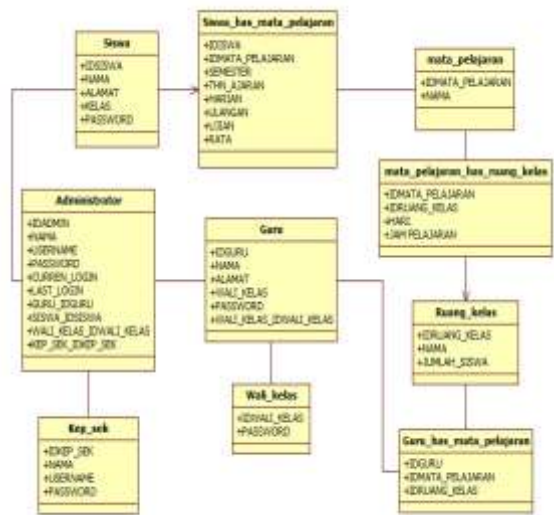 Siswa
+IDSISWA
+NAMA
+ALAMAT
+KELAS
+PASSWORD
Siswa_has_mata_pelajaran
+IDSISWA
+IDMATA_PELAJARAN
+SEMESTER
+THN_AJARAN
+HARIAN
+ULANGAN
+UJIAN
+RATA
mata_pelajaran
+IDMATA_PELAJARAN
+NAMA
mata_pelajaran_has_ruang_kelas
+IDMATA_PELAJARAN
+IDRUANG_KELAS
+HARI
+JAM PELAJARAN
Administrator
+IDADMIN
+NAMA
+USERNAME
+PASSWORD
+CURREN_LOGIN
+LAST_LOGIN
+GURU_IDGURU
+SISWA_IDSISWA
+WALI_KELAS_IDWALI_KELAS
+KEP_SEK_IDKEP_SEK
Guru
+IDGURU
+NAMA
+ALAMAT
+WALI_KELAS
+PASSWORD
+WALI_KELAS_IDWALI_KELAS
Ruang_kelas
+IDRUANG_KELAS
+NAMA
+JUMLAH_SISWA
Wali_kelas
+IDWALI_KELAS
+PASSWORD
Kep_sek
+IDKEP_SEK
+NAMA
+USERNAME
+PASSWORD
Guru_has_mata_pelajaran
+IDGURU
+IDMATA_PELAJARAN
+IDRUANG_KELAS